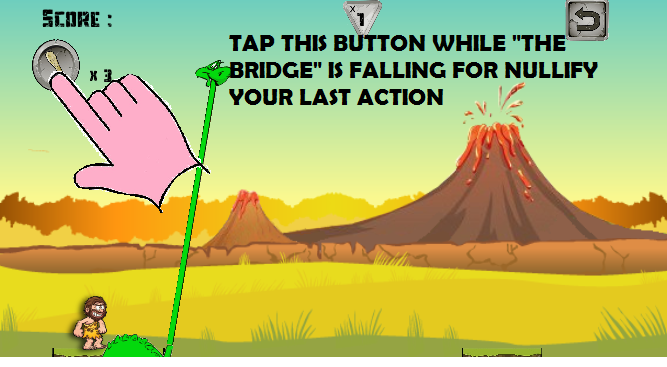 SCORE :
x 1
x 3
TAP THIS BUTTON WHILE "THE
BRIDGE" IS FALLING FOR NULLIFY
YOUR LAST ACTION